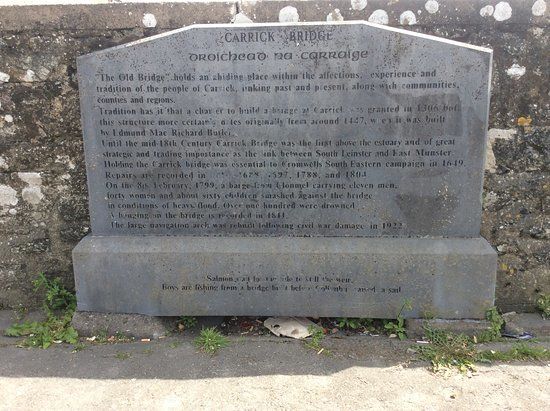 CARRICK BRIDGE
DROICHEAD NA CARRAIGE
"The Old Bridge" holds an abiding place within the affections, experience and
tradition of the people of Carrick, linking past and present, along with communities,
counties and regions.
Tradition has it that a charter to build a bridge at Carrick was granted in 1306 but
this structure more certainly dates originally from around 1447, when it was built
by Edmund Mac Richard Butler.
Until the mid-18th Century Carrick Bridge was the first above the estuary and of great
strategic and trading importance as the link between South Leinster and East Munster.
Holding the Carrick bridge was essential to Cromwells South Eastern campaign in 1649.
Repairs are recorded in 1788, and 1804
On the 8th February, 1799, a barge from Clonmel carrying eleven men,
forty women and about sixty children smashed against the bridge
in conditions of heavy flood. Over one hundred were drowned
A hanging on the bridge is recorded in 1811.
The large navigation arch was rebuilt following civil war damage in 1922
Salmon the weir,
Boys are fishing from a bridge built before Columbus raised a sail